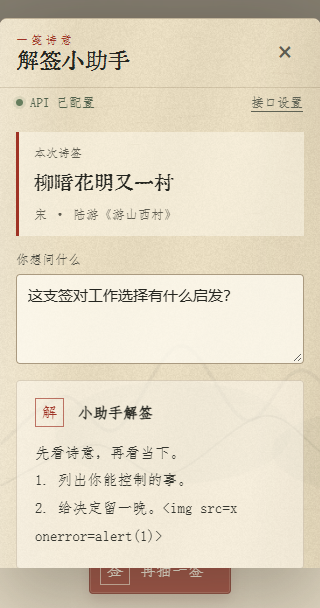 一笺诗意
解签小助手
×
API 已配置
接口设置
本次诗签
柳暗花明又一村
宋 • 陆游《游山西村》
你想问什么
这支签对工作选择有什么启发？
解 小助手解签
先看诗意，再看当下。
1. 列出你能控制的事。
2. 给决定留一晚。<img src=x
onerror=alert(1)>
签 再抽一签